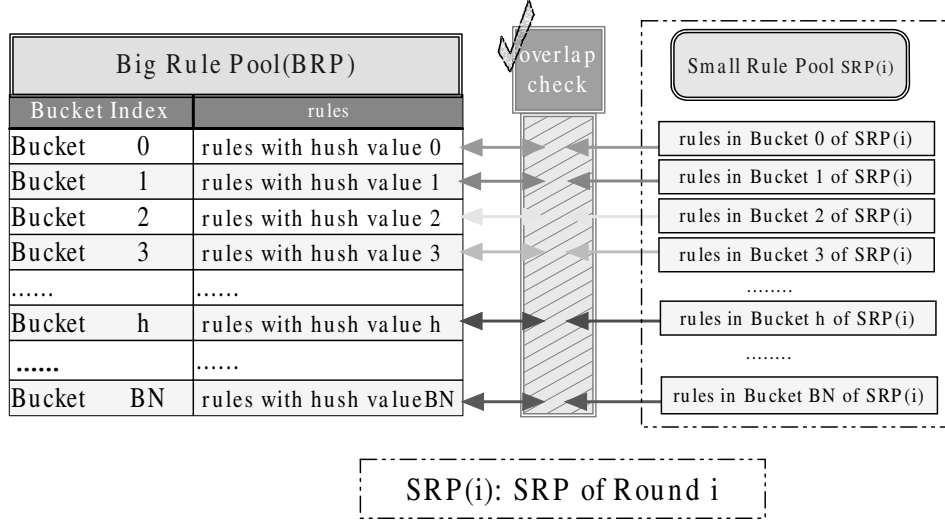 Big Rule Pool(BRP)
Bucket Index rules
Bucket 0 rules with hush value 0
Bucket 1 rules with hush value 1
Bucket 2 rules with hush value 2
Bucket 3 rules with hush value 3
...... ......
Bucket h rules with hush value h
...... ......
Bucket BN rules with hush valueBN
overlap
check
Small Rule Pool SRP(i)
rules in Bucket 0 of SRP(i)
rules in Bucket 1 of SRP(i)
rules in Bucket 2 of SRP(i)
rules in Bucket 3 of SRP(i)
........
rules in Bucket h of SRP(i)
........
rules in Bucket BN of SRP(i)
SRP(i): SRP of Round i